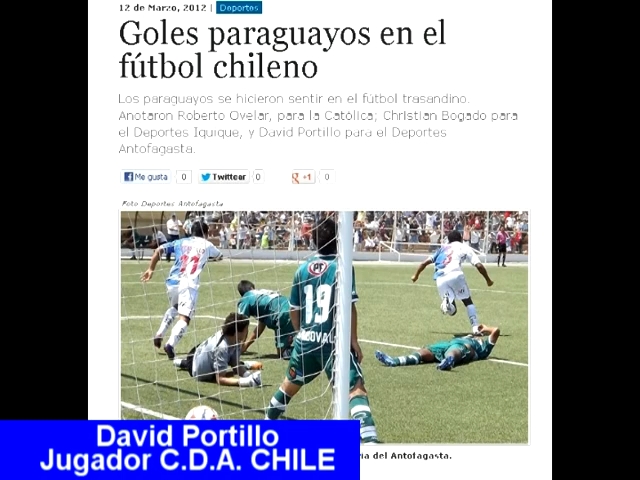 12 de Marzo, 2012 | Deportes
Goles paraguayos en el
fútbol chileno
Los paraguayos se hicieron sentir en el fútbol trasandino.
Anotaron Roberto Ovelar, para la Católica; Christian Bogado para
el Deportes Iquique, y David Portillo para el Deportes
Antofagasta.
Me gusta 0 Twittear 0 +1 0
Foto Deportes Antofagasta
11
PT
19
David Portillo
Jugador C.D.A. CHILE
del Antofagasta.